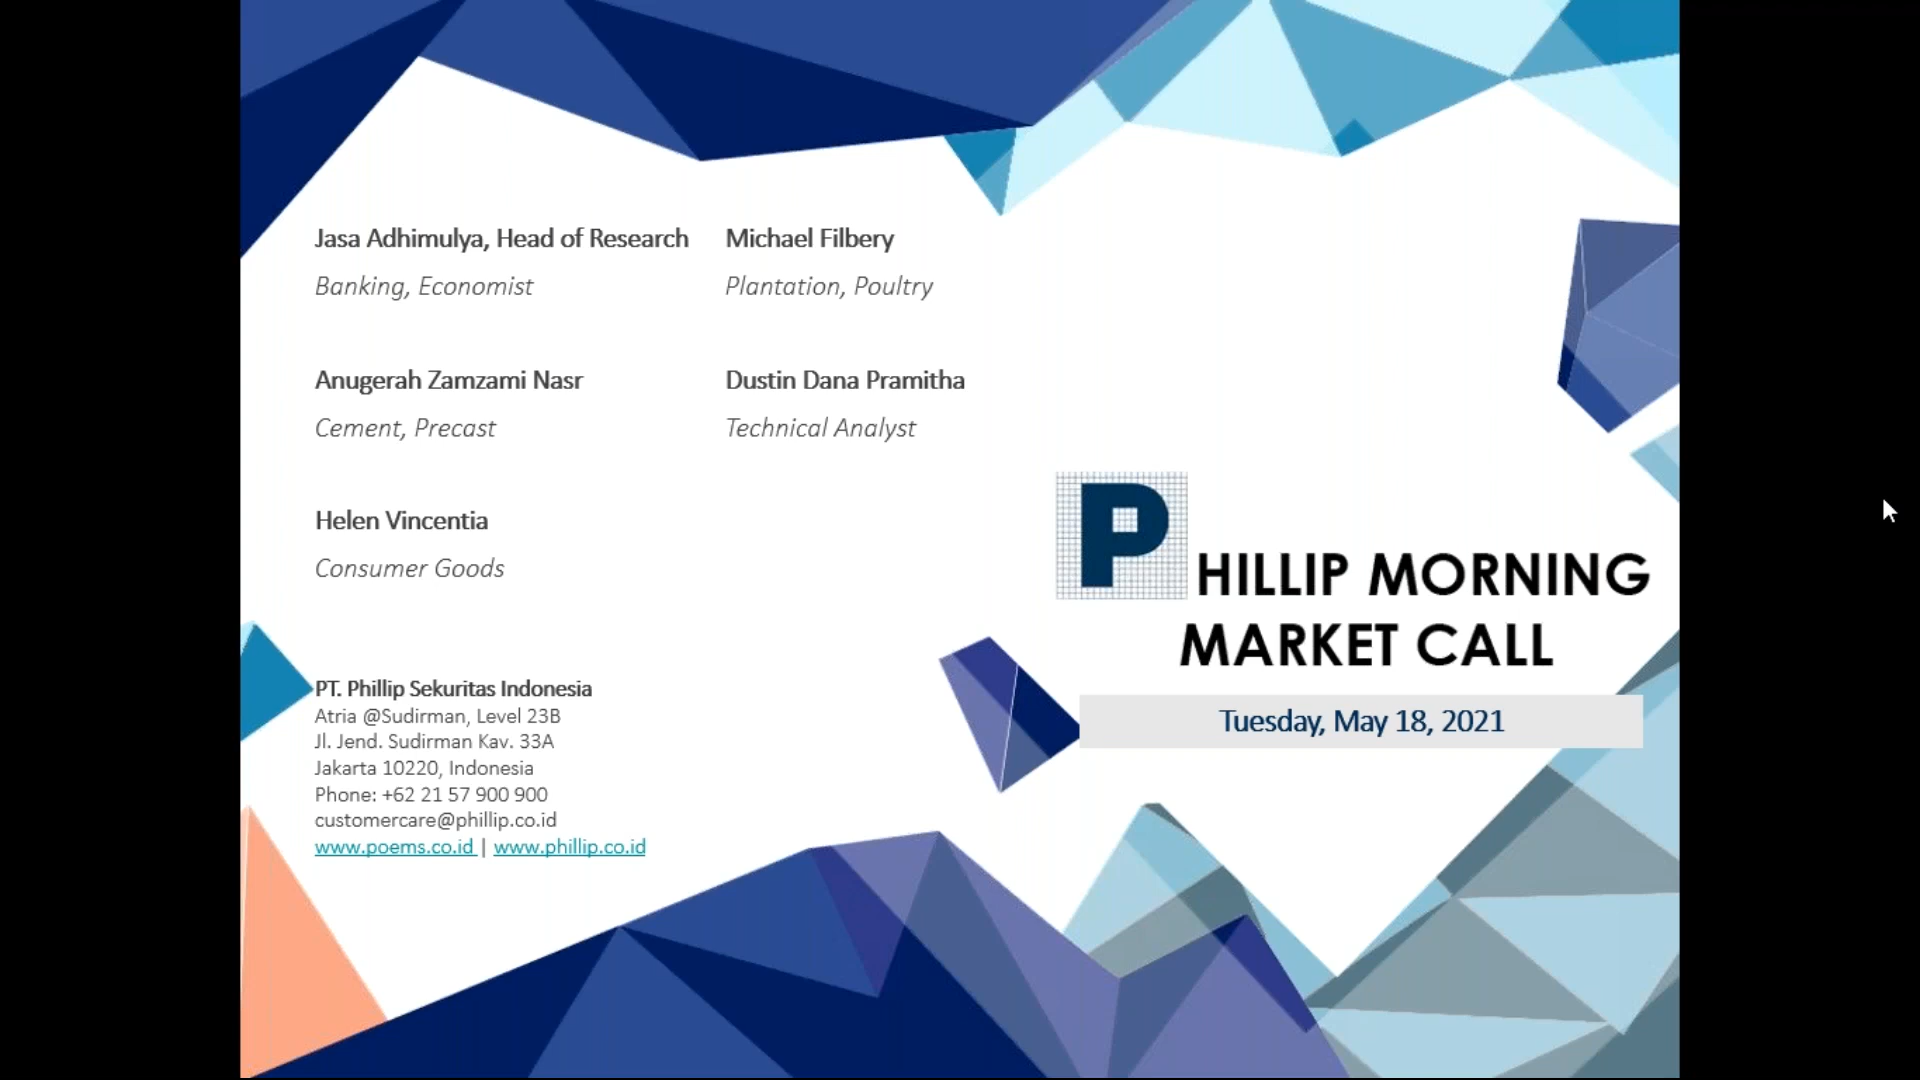 Jasa Adhimulya, Head of Research
Banking, Economist
Michael Filbery
Plantation, Poultry
Anugerah Zamzami Nasr
Cement, Precast
Dustin Dana Pramitha
Technical Analyst
Helen Vincentia
Consumer Goods
PT. Phillip Sekuritas Indonesia
Atria @Sudirman, Level 23B
Jl. Jend. Sudirman Kav. 33A
Jakarta 10220, Indonesia
Phone: +62 21 57 900 900
customercare@phillip.co.id
www.poems.co.id | www.phillip.co.id
PHILLIP MORNING
MARKET CALL
Tuesday, May 18, 2021